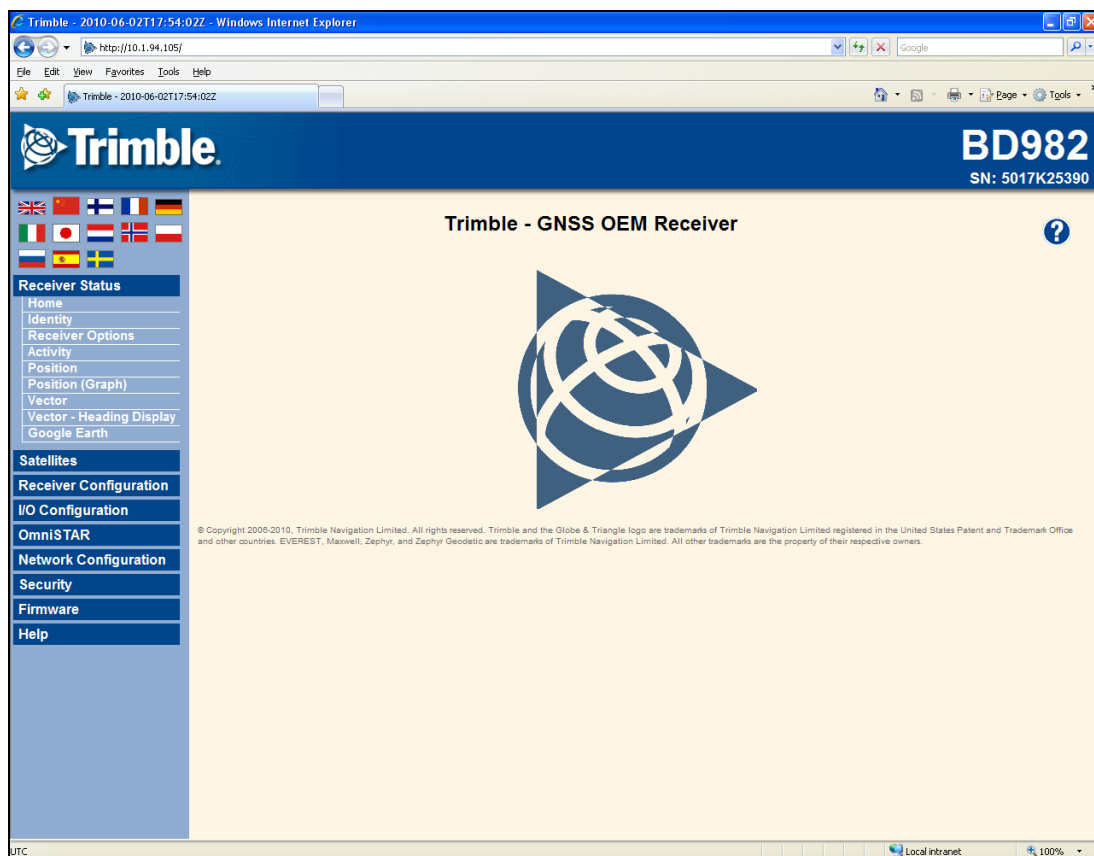 Trimble - 2010-06-02T17:54:02Z - Windows Internet Explorer
http://10.1.94.105/
Google
File Edit View Favorites Tools Help
Trimble - 2010-06-02T17:54:02Z
Page Tools
Trimble.
BD982
SN: 5017K25390
Trimble - GNSS OEM Receiver
?
Receiver Status
Home
Identity
Receiver Options
Activity
Position
Position (Graph)
Vector
Vector - Heading Display
Google Earth
Satellites
Receiver Configuration
I/O Configuration
OmniSTAR
Network Configuration
Security
Firmware
Help
© Copyright 2006-2010, Trimble Navigation Limited. All rights reserved. Trimble and the Globe & Triangle logo are trademarks of Trimble Navigation Limited registered in the United States Patent and Trademark Office
and other countries. EVEREST, Maxwell, Zephyr, and Zephyr Geodetic are trademarks of Trimble Navigation Limited. All other trademarks are the property of their respective owners.
UTC
Local intranet
100%